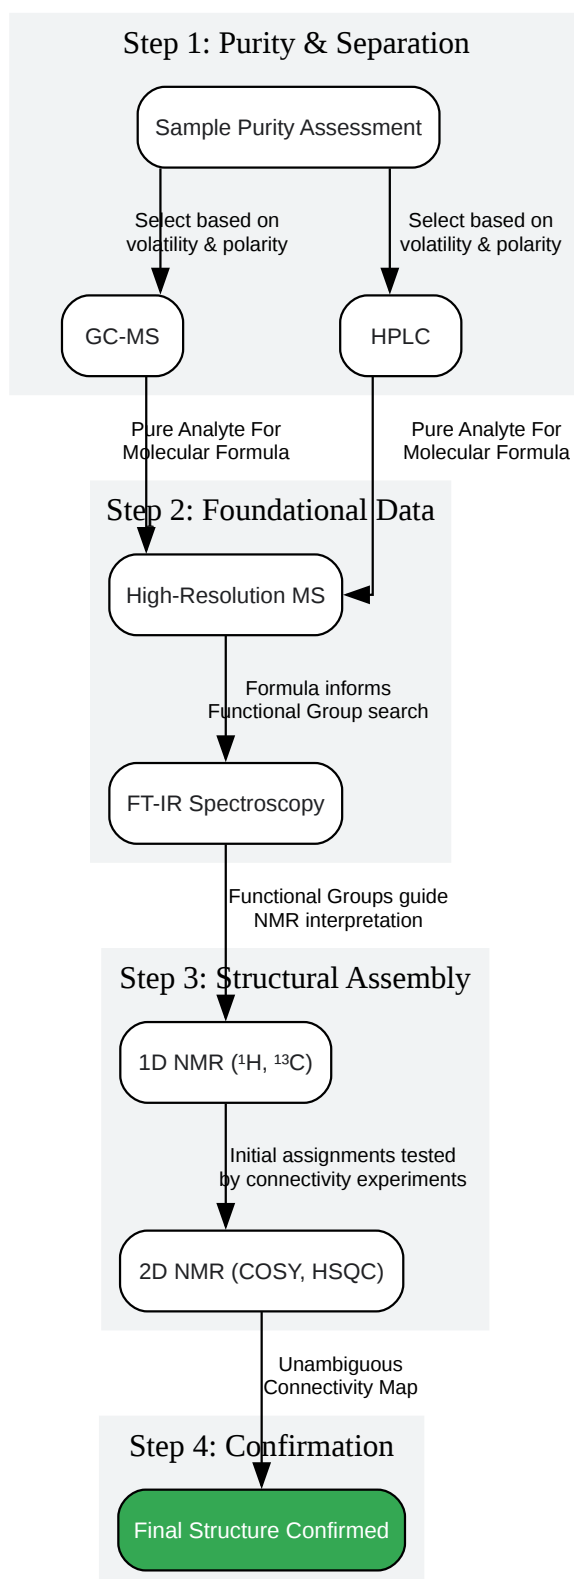 Step 1: Purity & Separation
Sample Purity Assessment
Select based on
volatility & polarity
Select based on
volatility & polarity
GC-MS
HPLC
Pure Analyte For
Molecular Formula
Pure Analyte For
Molecular Formula
Step 2: Foundational Data
High-Resolution MS
Formula informs
Functional Group search
FT-IR Spectroscopy
Functional Groups guide
NMR interpretation
Step 3: Structural Assembly
1D NMR (¹H, ¹³C)
Initial assignments tested
by connectivity experiments
2D NMR (COSY, HSQC)
Unambiguous
Connectivity Map
Step 4: Confirmation
Final Structure Confirmed